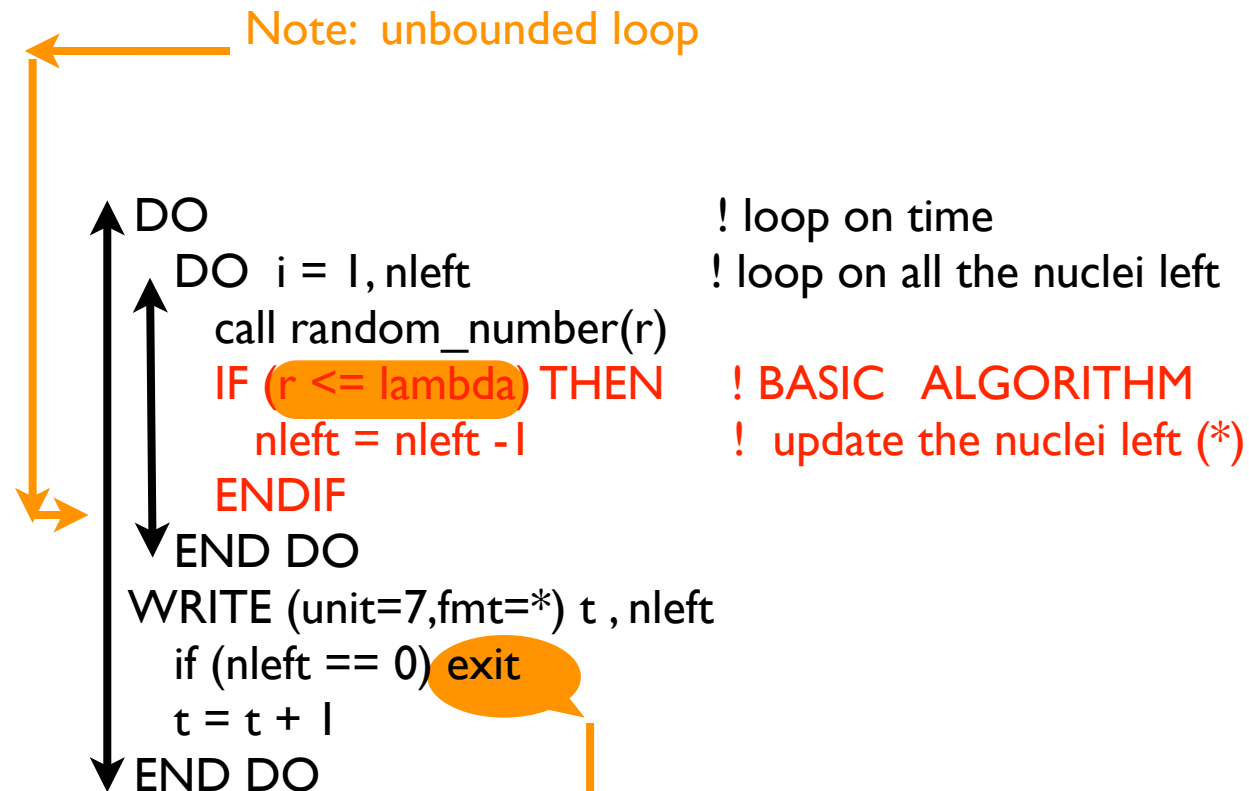 Note: unbounded loop
DO ! loop on time
DO i = 1, nleft ! loop on all the nuclei left
call random_number(r)
IF (r <= lambda) THEN ! BASIC ALGORITHM
nleft = nleft -1 ! update the nuclei left (*)
ENDIF
END DO
WRITE (unit=7,fmt=*) t , nleft
if (nleft == 0) exit
t = t + 1
END DO